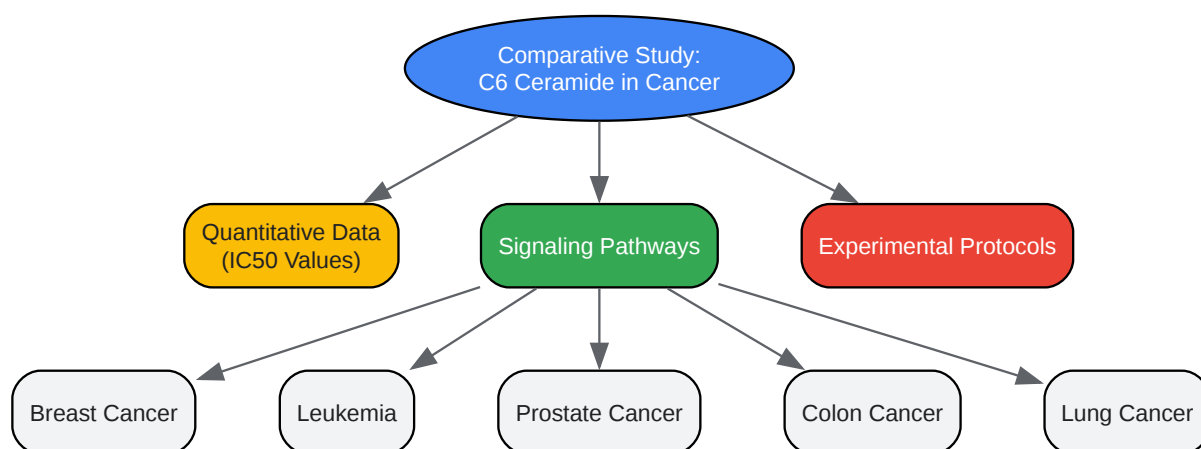 Comparative Study:
C6 Ceramide in Cancer
Quantitative Data
(IC50 Values)
Signaling Pathways
Experimental Protocols
Breast Cancer
Leukemia
Prostate Cancer
Colon Cancer
Lung Cancer